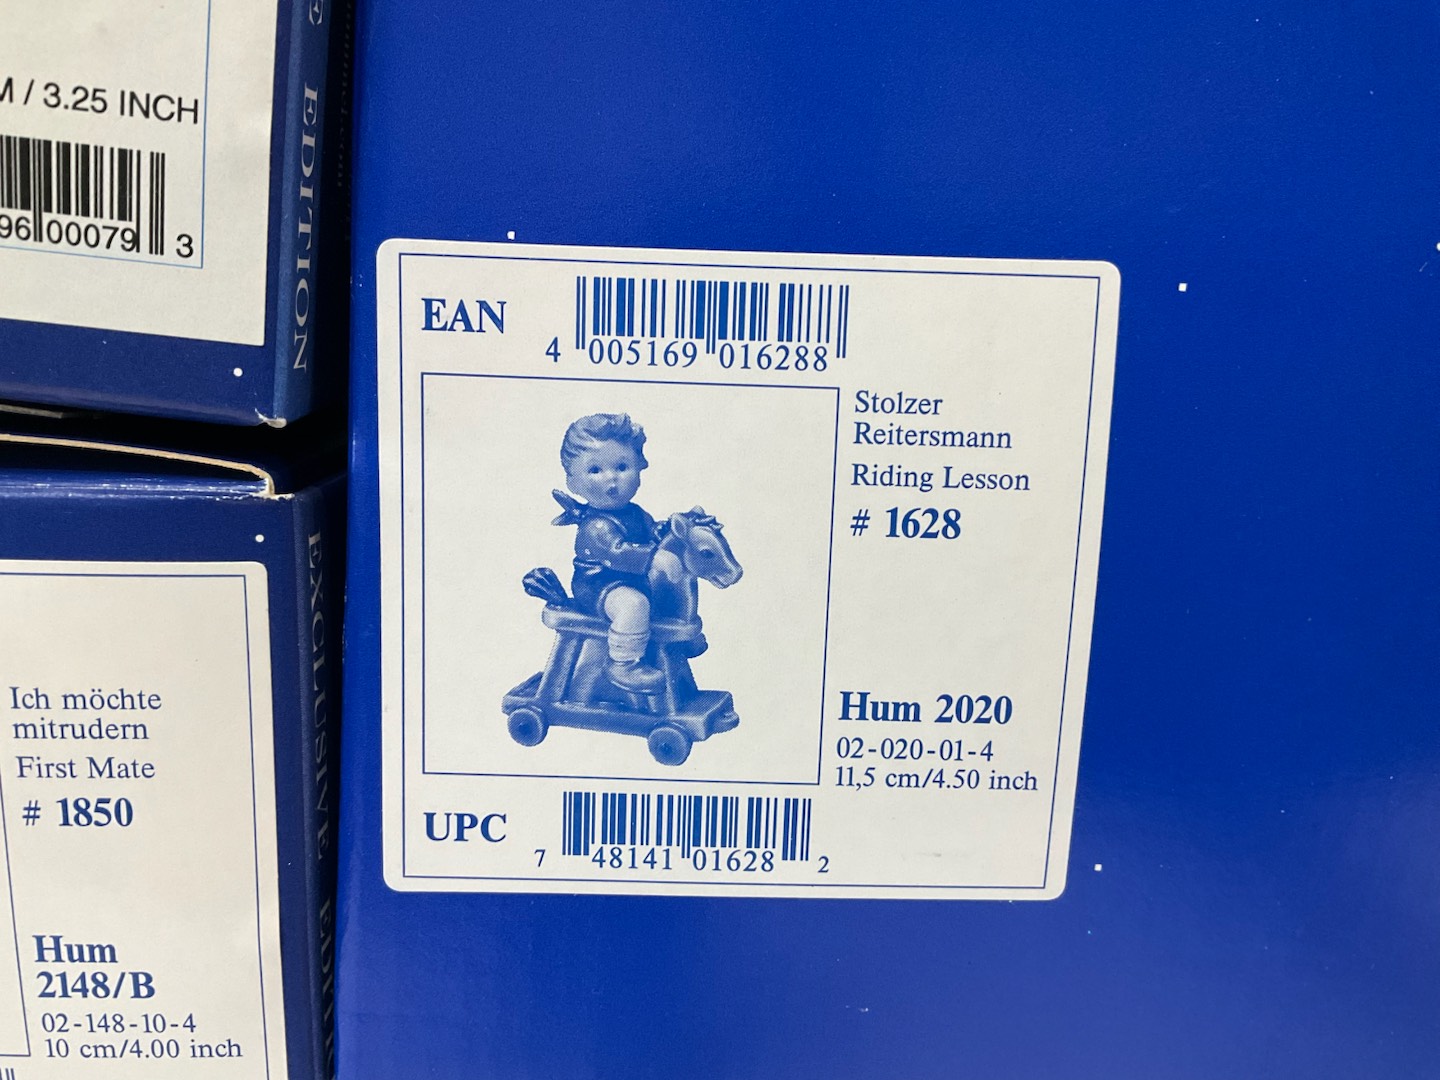 M / 3.25 INCH
96 00079 3
EDITION
EAN
4 005169 016288
Stolzer
Reitersmann
Riding Lesson
# 1628
Hum 2020
02-020-01-4
11,5 cm/4.50 inch
UPC
7 48141 01628 2
Ich möchte
mitrudern
First Mate
# 1850
Hum
2148/B
02-148-10-4
10 cm/4.00 inch
EXCLUSIVE EDITION